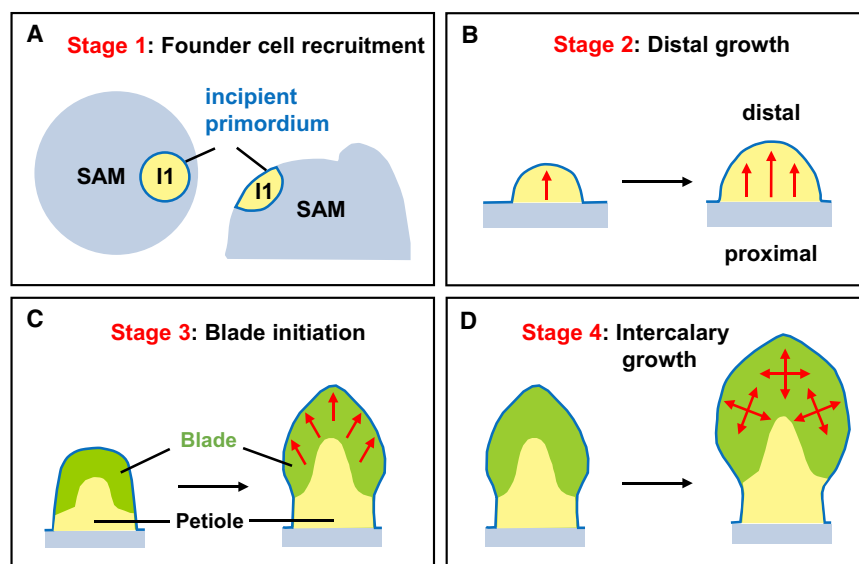 A
Stage 1: Founder cell recruitment
incipient
primordium
SAM
I1
I1
SAM
B
Stage 2: Distal growth
distal
proximal
C
Stage 3: Blade initiation
Blade
Petiole
D
Stage 4: Intercalary
growth